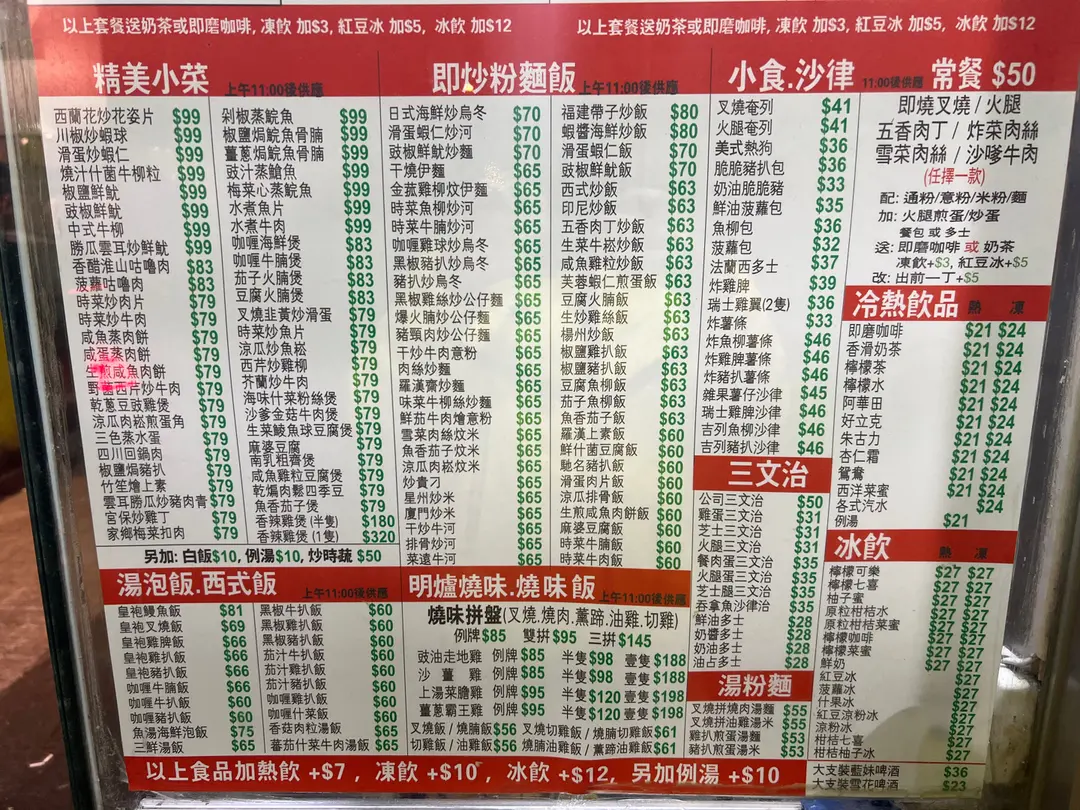 以上套餐送奶茶或即磨咖啡, 凍飲 加$3, 紅豆冰 加$5, 冰飲 加$12
以上套餐送奶茶或即磨咖啡, 凍飲 加$3, 紅豆冰 加$5, 冰飲 加$12
精美小菜 上午11:00後供應
西蘭花炒花姿片 $99
川椒炒蝦球 $99
滑蛋炒蝦仁 $99
燒汁什菌牛柳粒 $99
椒鹽鮮魷 $99
豉椒鮮魷 $99
中式牛柳 $99
勝瓜雲耳炒鮮魷 $99
香醋淮山咕嚕肉 $83
菠蘿咕嚕肉 $83
時菜炒肉片 $79
時菜炒牛肉 $79
咸魚蒸肉餅 $79
咸蛋蒸肉餅 $79
生煎咸魚肉餅 $79
野菌西芹炒牛肉 $79
乾蔥豆豉雞煲 $79
涼瓜肉崧煎蛋角 $79
三色蒸水蛋 $79
四川回鍋肉 $79
椒鹽焗豬扒 $79
竹笙燴上素 $79
雲耳勝瓜炒豬肉青 $79
宮保炒雞丁 $79
家鄉梅菜扣肉 $79
剁椒蒸鯇魚 $99
椒鹽焗鯇魚骨腩 $99
薑蔥焗鯇魚骨腩 $99
豉汁蒸鯧魚 $99
梅菜心蒸鯇魚 $99
水煮魚片 $99
水煮牛肉 $99
咖喱海鮮煲 $83
咖喱牛腩煲 $83
茄子火腩煲 $83
豆腐火腩煲 $83
叉燒韭黃炒滑蛋 $79
時菜炒魚片 $79
涼瓜炒魚崧 $79
西芹炒雞柳 $79
芥蘭炒牛肉 $79
海味什菜粉絲煲 $79
沙爹金菇牛肉煲 $79
生菜鯪魚球豆腐煲 $79
麻婆豆腐 $79
南乳粗齋煲 $79
咸魚雞粒豆腐煲 $79
乾煸肉鬆四季豆 $79
魚香茄子煲 $79
香辣雞煲 (半隻) $180
香辣雞煲 (1隻) $320
另加: 白飯$10, 例湯$10, 炒時蔬 $50
即炒粉麵飯 上午11:00後供應
日式海鮮炒烏冬 $70
滑蛋蝦仁炒河 $70
豉椒鮮魷炒麵 $70
干燒伊麵 $65
金菰雞柳炆伊麵 $65
時菜魚柳炒河 $65
時菜牛腩炒河 $65
咖喱雞球炒烏冬 $65
黑椒豬扒炒烏冬 $65
豬扒炒烏冬 $65
黑椒雞絲炒公仔麵 $65
爆火腩炒公仔麵 $65
豬頸肉炒公仔麵 $65
干炒牛肉意粉 $65
肉絲炒麵 $65
羅漢齋炒麵 $65
味菜牛柳絲炒麵 $65
鮮茄牛肉燴意粉 $65
雪菜肉絲炆米 $65
魚香茄子炆米 $65
涼瓜肉崧炆米 $65
炒貴刁 $65
星州炒米 $65
廈門炒米 $65
干炒牛河 $65
排骨炒河 $65
菜遠牛河 $65
福建帶子炒飯 $80
蝦醬海鮮炒飯 $80
滑蛋蝦仁飯 $70
豉椒鮮魷飯 $70
西式炒飯 $63
印尼炒飯 $63
五香肉丁炒飯 $63
生菜牛崧炒飯 $63
咸魚雞粒炒飯 $63
芙蓉蝦仁煎蛋飯 $63
豆腐火腩飯 $63
生炒雞絲飯 $63
楊州炒飯 $63
椒鹽雞扒飯 $63
椒鹽豬扒飯 $63
豆腐魚柳飯 $63
茄子魚柳飯 $63
魚香茄子飯 $63
羅漢上素飯 $60
鮮什菌豆腐飯 $60
馳名豬扒飯 $60
滑蛋肉片飯 $60
涼瓜排骨飯 $60
生煎咸魚肉餅飯 $60
麻婆豆腐飯 $60
時菜牛腩飯 $60
時菜牛肉飯 $60
小食.沙律 11:00後供應
叉燒奄列 $41
火腿奄列 $41
美式熱狗 $36
脆脆豬扒包 $36
奶油脆脆豬 $33
鮮油菠蘿包 $35
魚柳包 $36
菠蘿包 $32
法蘭西多士 $37
炸雞脾 $39
瑞士雞翼(2隻) $36
炸薯條 $33
炸魚柳薯條 $46
炸雞脾薯條 $46
炸豬扒薯條 $46
雜果薯仔沙律 $45
瑞士雞脾沙律 $46
吉列魚柳沙律 $46
吉列豬扒沙律 $46
三文治
公司三文治 $50
雞蛋三文治 $31
芝士三文治 $31
火腿三文治 $31
餐肉蛋三文治 $35
火腿蛋三文治 $35
芝士腿三文治 $35
吞拿魚沙律治 $35
鮮油多士 $28
奶醬多士 $28
奶油多士 $28
油占多士 $28
湯粉麵
叉燒拼燒肉湯麵 $55
叉燒拼油雞湯米 $55
雞扒煎蛋湯麵 $53
豬扒煎蛋湯米 $53
常餐 $50
即燒叉燒 / 火腿
五香肉丁 / 炸菜肉絲
雪菜肉絲 / 沙嗲牛肉
(任擇一款)
配: 通粉/意粉/米粉/麵
加: 火腿煎蛋/炒蛋
餐包 或 多士
送: 即磨咖啡 或 奶茶
凍飲+$3, 紅豆冰+$5
改: 出前一丁+$5
冷熱飲品 熱 凍
即磨咖啡 $21 $24
香滑奶茶 $21 $24
檸檬茶 $21 $24
檸檬水 $21 $24
阿華田 $21 $24
好立克 $21 $24
朱古力 $21 $24
杏仁霜 $21 $24
鴛鴦 $21 $24
西洋菜蜜 $21 $24
各式汽水 $24
例湯 $21
冰飲 熱 凍
檸檬可樂 $27 $27
檸檬七喜 $27 $27
柚子蜜 $27 $27
原粒柑桔水 $27 $27
原粒柑桔菜蜜 $27 $27
檸檬咖啡 $27 $27
檸檬菜蜜 $27 $27
鮮奶 $27 $27
紅豆冰 $27
菠蘿冰 $27
什果冰 $27
紅豆涼粉冰 $27
涼粉冰 $27
柑桔七喜 $27
柑桔柚子冰 $27
大支裝藍妹啤酒 $36
大支裝雪花啤酒 $23
湯泡飯.西式飯 上午11:00後供應
皇袍鰻魚飯 $81
皇袍叉燒飯 $69
皇袍雞脾飯 $66
皇袍雞扒飯 $66
皇袍豬扒飯 $66
咖喱牛腩飯 $66
咖喱牛扒飯 $60
咖喱豬扒飯 $60
魚湯海鮮泡飯 $75
三鮮湯飯 $65
黑椒牛扒飯 $60
黑椒雞扒飯 $60
黑椒豬扒飯 $60
茄汁牛扒飯 $60
茄汁雞扒飯 $60
茄汁豬扒飯 $60
咖喱雞扒飯 $60
咖喱什菜飯 $60
香菇肉粒湯飯 $65
蕃茄什菜牛肉湯飯 $65
明爐燒味.燒味飯 上午11:00後供應
燒味拼盤(叉燒.燒肉.薰蹄.油雞.切雞)
例牌$85 雙拼$95 三拼$145
豉油走地雞 例牌$85 半隻$98 壹隻$188
沙薑雞 例牌$85 半隻$98 壹隻$188
上湯菜膽雞 例牌$95 半隻$120 壹隻$198
薑蔥霸王雞 例牌$95 半隻$120 壹隻$198
叉燒飯 / 燒腩飯$56 叉燒切雞飯 / 燒腩切雞飯$61
切雞飯 / 油雞飯$56 燒腩油雞飯 / 薰蹄油雞飯$61
以上食品加熱飲 +$7 , 凍飲 +$10 , 冰飲 +$12, 另加例湯 +$10